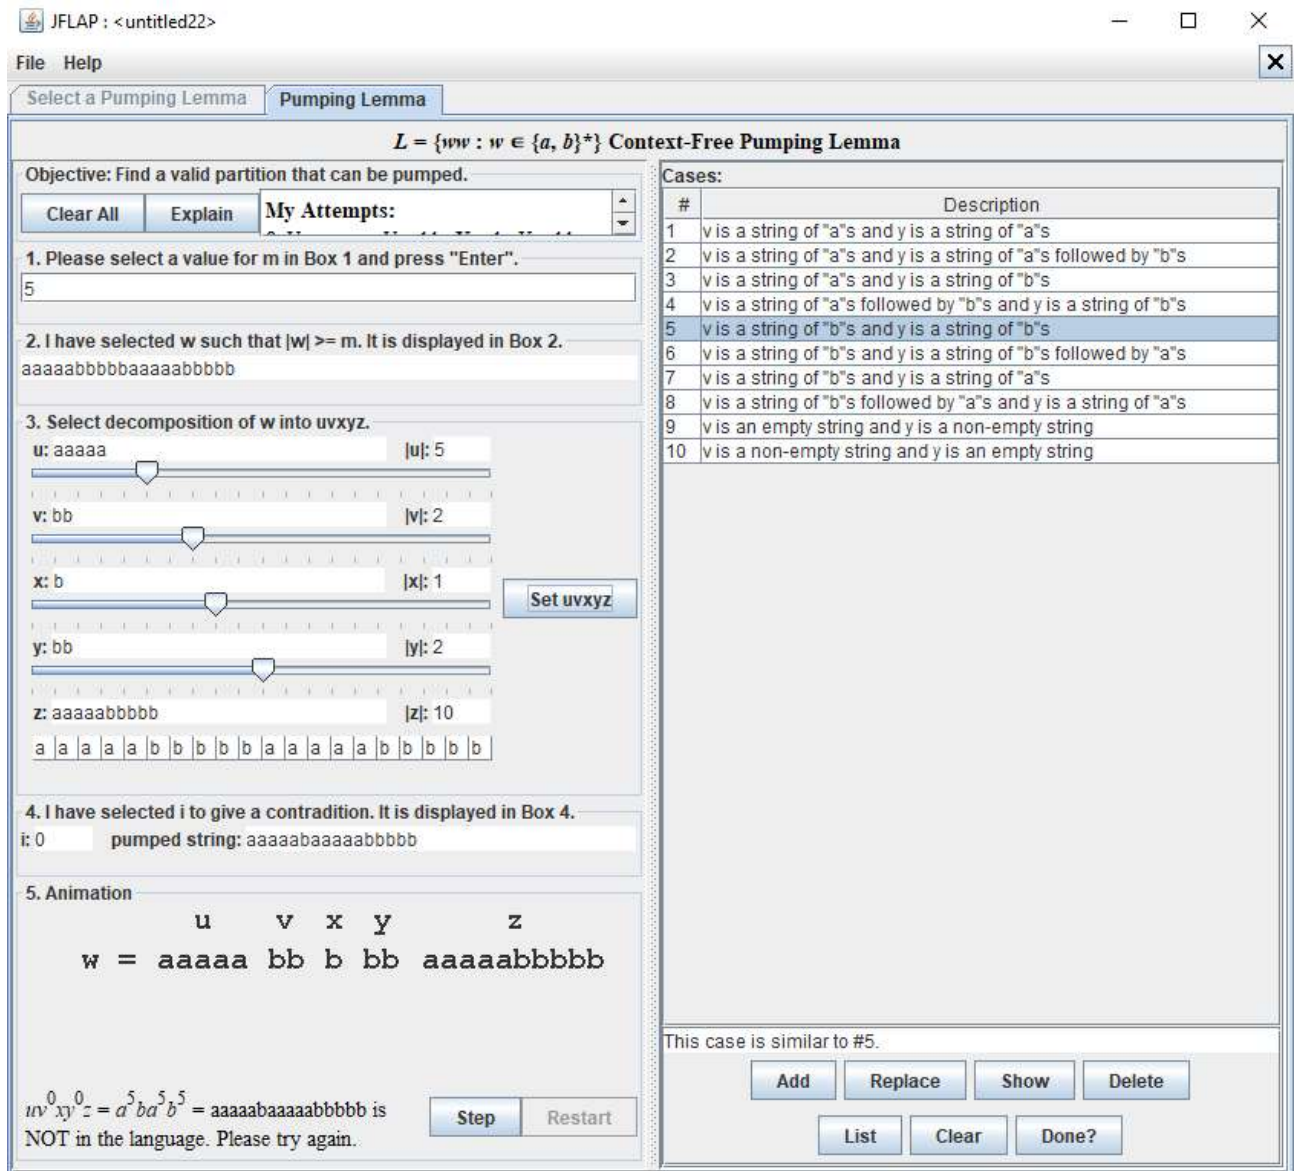 JFLAP : <untitled22>
File Help
Select a Pumping Lemma Pumping Lemma
L = {ww : w ∈ {a, b}*} Context-Free Pumping Lemma
Objective: Find a valid partition that can be pumped.
Clear All Explain My Attempts:
1. Please select a value for m in Box 1 and press "Enter".
5
2. I have selected w such that |w| >= m. It is displayed in Box 2.
aaaaabbbbbaaaaabbbbb
3. Select decomposition of w into uvxyz.
u: aaaaa |u|: 5
v: bb |v|: 2
x: b |x|: 1
Set uvxyz
y: bb |y|: 2
z: aaaaabbbbb |z|: 10
a a a a a b b b b b a a a a a b b b b b
4. I have selected i to give a contradition. It is displayed in Box 4.
i: 0 pumped string: aaaaabaaaaabbbbb
5. Animation
u v x y z
w = aaaaa bb b bb aaaaabbbbb
uv⁰xy⁰z = a⁵ba⁵b⁵ = aaaaabaaaaabbbbb is
NOT in the language. Please try again.
Step Restart
Cases:
# Description
1 v is a string of "a"s and y is a string of "a"s
2 v is a string of "a"s and y is a string of "a"s followed by "b"s
3 v is a string of "a"s and y is a string of "b"s
4 v is a string of "a"s followed by "b"s and y is a string of "b"s
5 v is a string of "b"s and y is a string of "b"s
6 v is a string of "b"s and y is a string of "b"s followed by "a"s
7 v is a string of "b"s and y is a string of "a"s
8 v is a string of "b"s followed by "a"s and y is a string of "a"s
9 v is an empty string and y is a non-empty string
10 v is a non-empty string and y is an empty string
This case is similar to #5.
Add Replace Show Delete
List Clear Done?